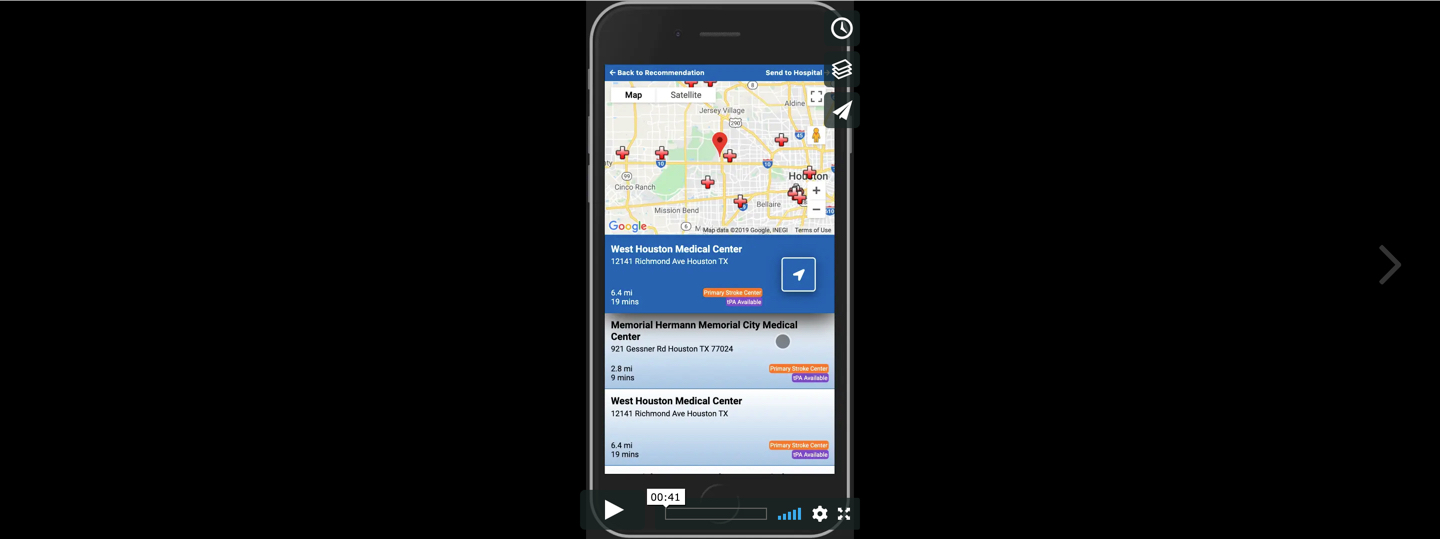 Back to Recommendation
Send to Hospital
Map
Satellite
8
Aldine
Jersey Village
290
45
10
10
99
Houston
Cinco Ranch
Bellaire
Mission Bend
6
Google
Map data ©2019 Google, INEGI
Terms of Use
West Houston Medical Center
12141 Richmond Ave Houston TX
6.4 mi
Primary Stroke Center
19 mins
tPA Available
Memorial Hermann Memorial City Medical
Center
921 Gessner Rd Houston TX 77024
2.8 mi
Primary Stroke Center
9 mins
tPA Available
West Houston Medical Center
12141 Richmond Ave Houston TX
6.4 mi
Primary Stroke Center
19 mins
tPA Available
00:41